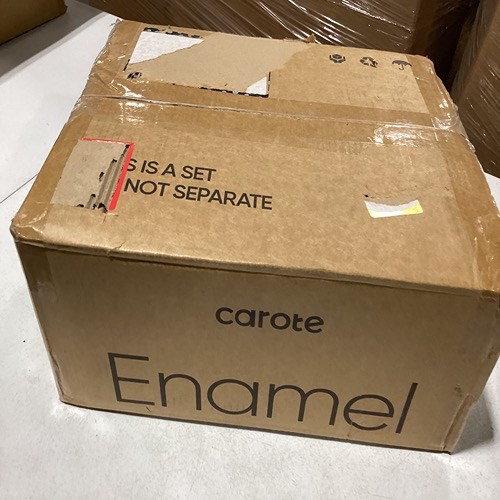 S IS A SET
NOT SEPARATE
carote
Enamel